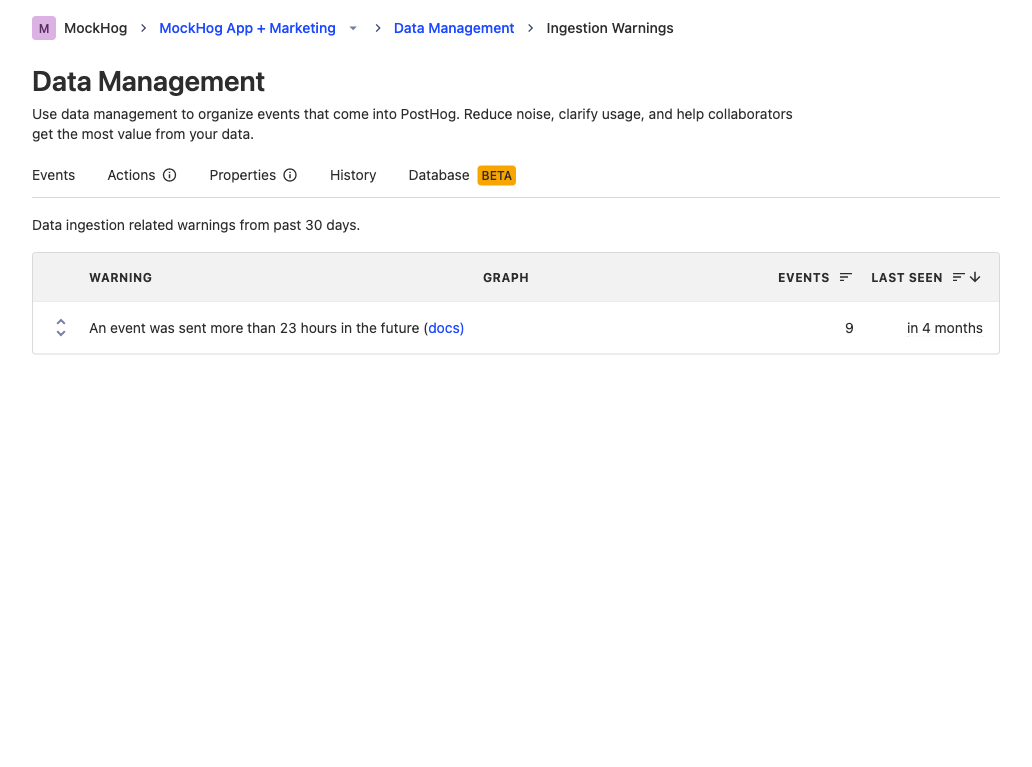 M MockHog MockHog App + Marketing Data Management Ingestion Warnings
Data Management
Use data management to organize events that come into PostHog. Reduce noise, clarify usage, and help collaborators
get the most value from your data.
Events Actions Properties History Database BETA
Data ingestion related warnings from past 30 days.
WARNING GRAPH EVENTS LAST SEEN
An event was sent more than 23 hours in the future (docs) 9 in 4 months